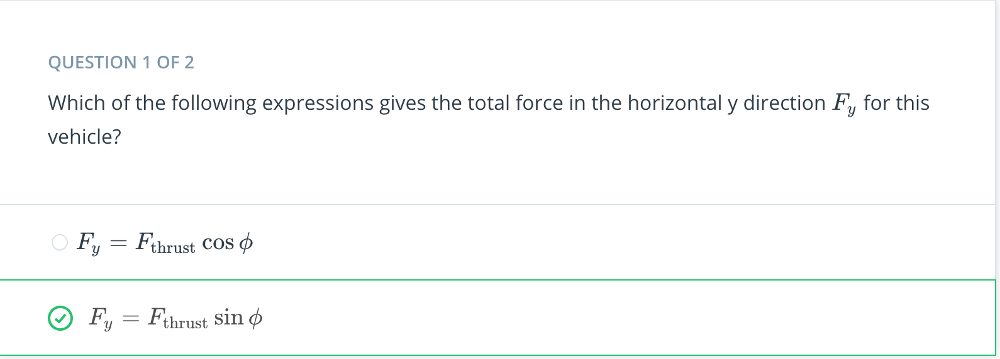 QUESTION 1 OF 2
Which of the following expressions gives the total force in the horizontal y direction $F_y$ for this
vehicle?
$F_y = F_{\text{thrust}} \cos \phi$
$F_y = F_{\text{thrust}} \sin \phi$